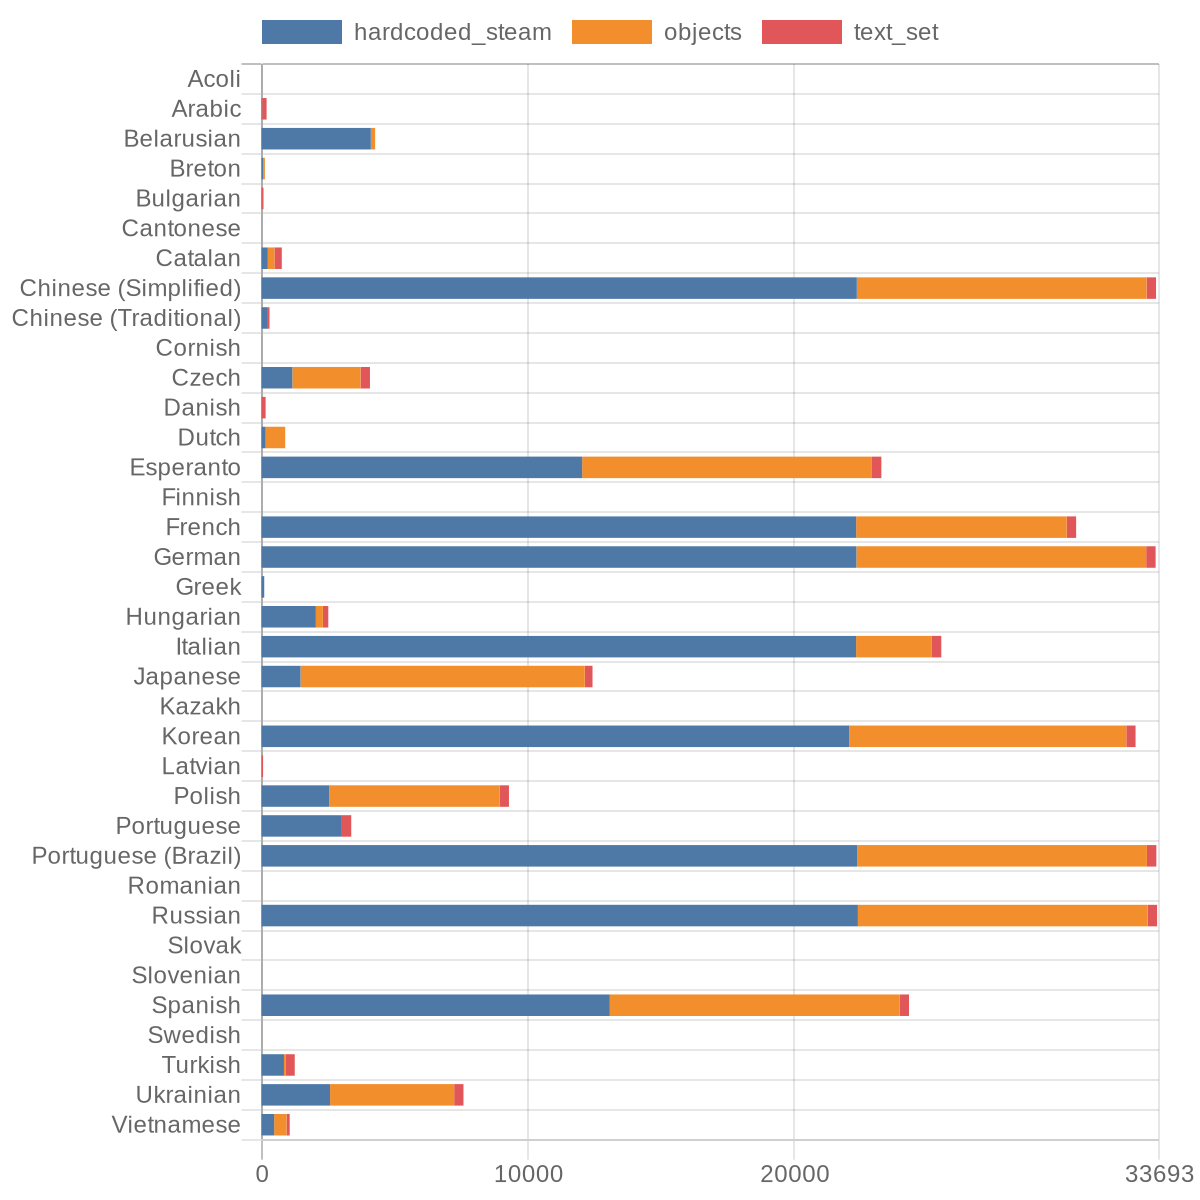 hardcoded_steam objects text_set
Acoli
Arabic
Belarusian
Breton
Bulgarian
Cantonese
Catalan
Chinese (Simplified)
Chinese (Traditional)
Cornish
Czech
Danish
Dutch
Esperanto
Finnish
French
German
Greek
Hungarian
Italian
Japanese
Kazakh
Korean
Latvian
Polish
Portuguese
Portuguese (Brazil)
Romanian
Russian
Slovak
Slovenian
Spanish
Swedish
Turkish
Ukrainian
Vietnamese
0 10000 20000 33693